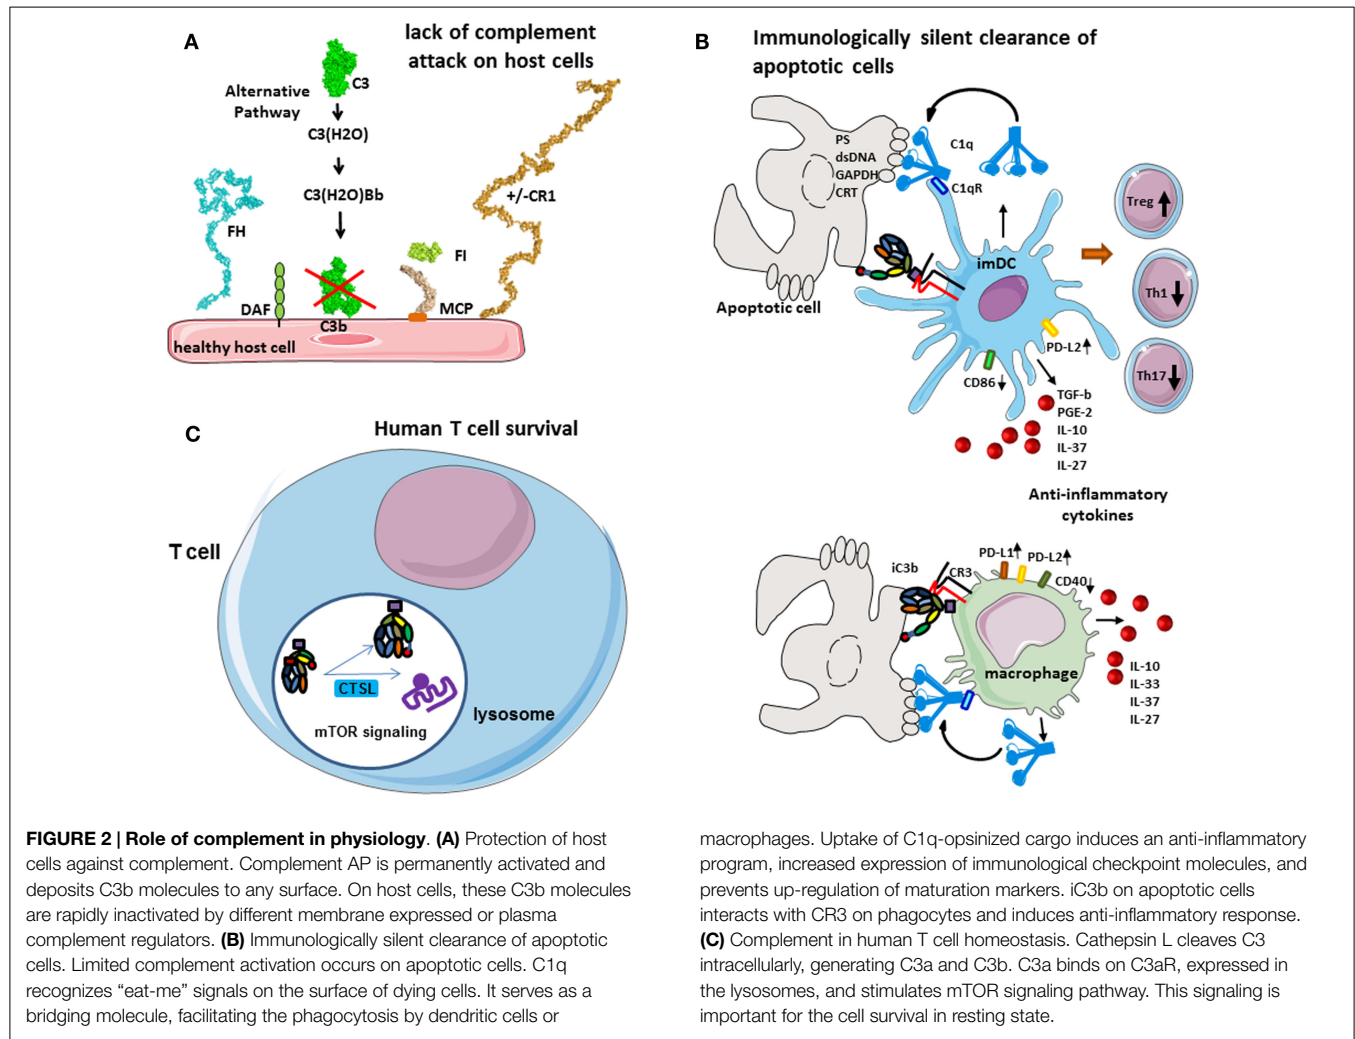 A
lack of complement
attack on host cells
C3
Alternative
Pathway
C3(H2O)
C3(H2O)Bb
+/-CR1
FH
FI
DAF
MCP
C3b
healthy host cell
B
Immunologically silent clearance of
apoptotic cells
PS
dsDNA
GAPDH
CRT
C1q
C1qR
Treg
imDC
Th1
Apoptotic cell
PD-L2
Th17
CD86
TGF-b
PGE-2
IL-10
IL-37
IL-27
Anti-inflammatory
cytokines
PD-L1
PD-L2
iC3b
CR3
CD40
macrophage
IL-10
IL-33
IL-37
IL-27
C
Human T cell survival
T cell
CTSL
lysosome
mTOR signaling
FIGURE 2 | Role of complement in physiology. (A) Protection of host
cells against complement. Complement AP is permanently activated and
deposits C3b molecules to any surface. On host cells, these C3b molecules
are rapidly inactivated by different membrane expressed or plasma
complement regulators. (B) Immunologically silent clearance of apoptotic
cells. Limited complement activation occurs on apoptotic cells. C1q
recognizes “eat-me” signals on the surface of dying cells. It serves as a
bridging molecule, facilitating the phagocytosis by dendritic cells or
macrophages. Uptake of C1q-opsinized cargo induces an anti-inflammatory
program, increased expression of immunological checkpoint molecules, and
prevents up-regulation of maturation markers. iC3b on apoptotic cells
interacts with CR3 on phagocytes and induces anti-inflammatory response.
(C) Complement in human T cell homeostasis. Cathepsin L cleaves C3
intracellularly, generating C3a and C3b. C3a binds on C3aR, expressed in
the lysosomes, and stimulates mTOR signaling pathway. This signaling is
important for the cell survival in resting state.